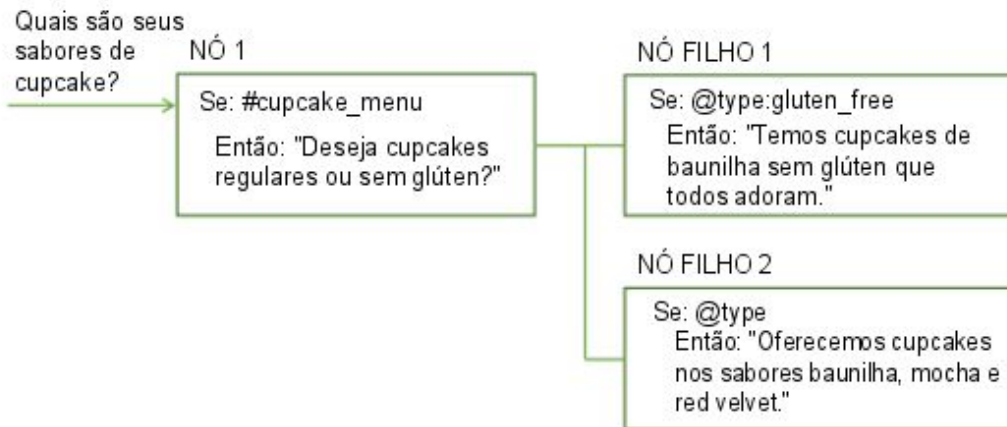 Quais são seus
sabores de
cupcake?
NÓ 1
Se: #cupcake_menu
Então: "Deseja cupcakes
regulares ou sem glúten?"
NÓ FILHO 1
Se: @type:gluten_free
Então: "Temos cupcakes de
baunilha sem glúten que
todos adoram."
NÓ FILHO 2
Se: @type
Então: "Oferecemos cupcakes
nos sabores baunilha, mocha e
red velvet."